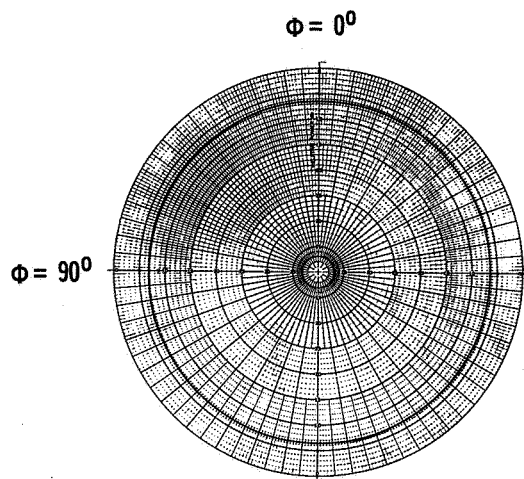 Φ = 0⁰
Φ = 90⁰